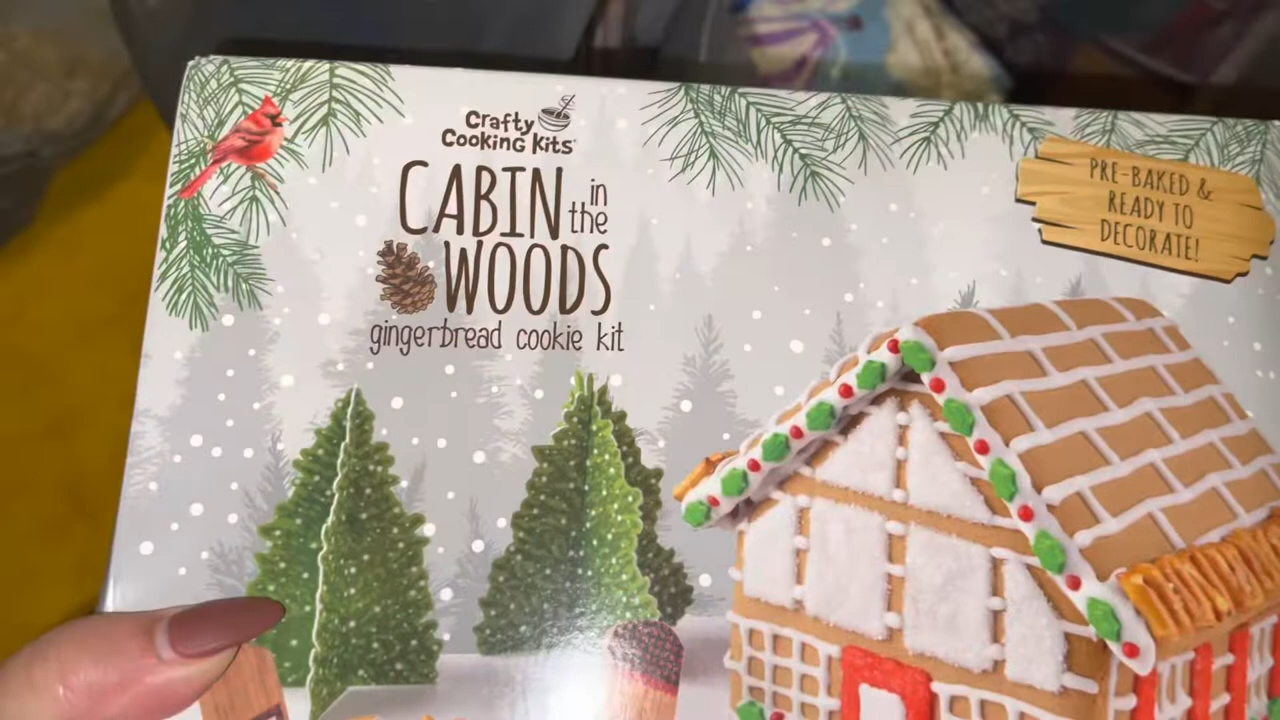 Crafty
Cooking Kits
CABIN in
the
WOODS
gingerbread cookie kit
PRE-BAKED &
READY TO
DECORATE!